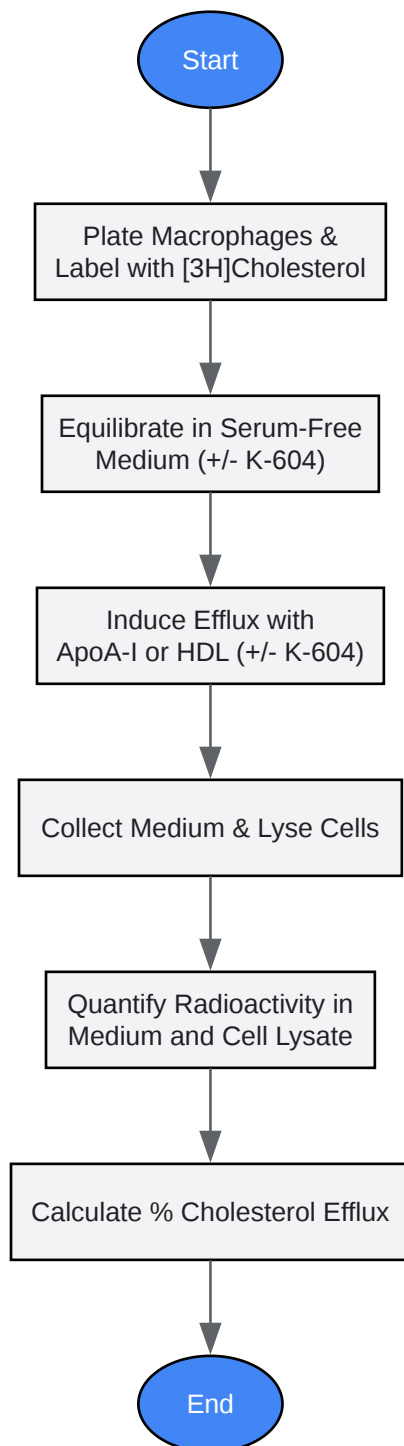 Start
Plate Macrophages &
Label with [3H]Cholesterol
Equilibrate in Serum-Free
Medium (+/- K-604)
Induce Efflux with
ApoA-I or HDL (+/- K-604)
Collect Medium & Lyse Cells
Quantify Radioactivity in
Medium and Cell Lysate
Calculate % Cholesterol Efflux
End